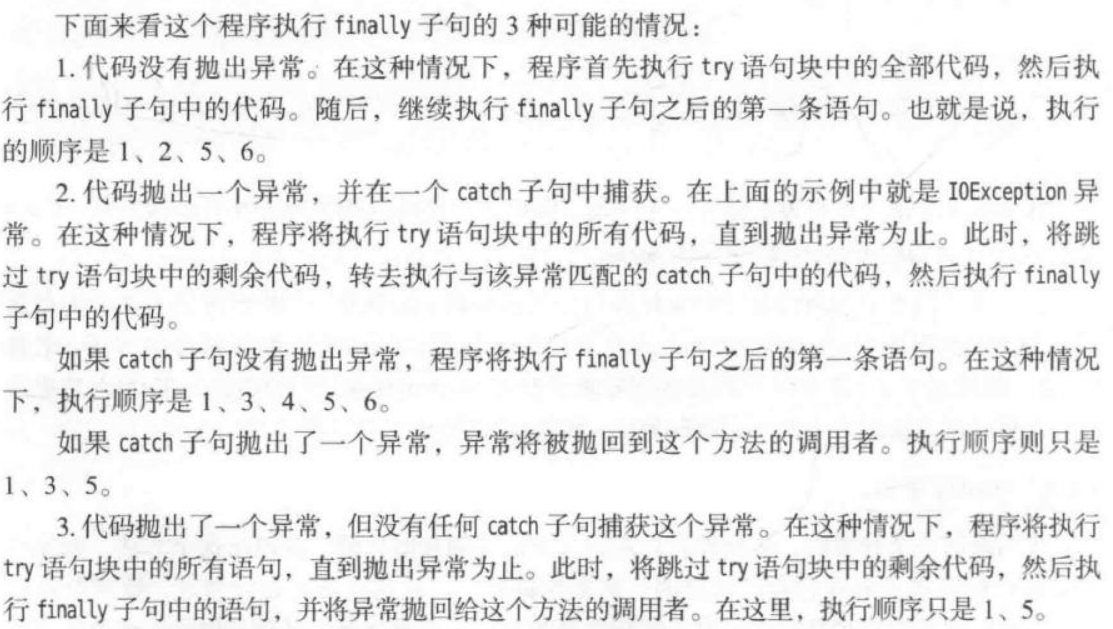 下面来看这个程序执行 finally 子句的 3 种可能的情况：
1. 代码没有抛出异常。在这种情况下，程序首先执行 try 语句块中的全部代码，然后执
行 finally 子句中的代码。随后，继续执行 finally 子句之后的第一条语句。也就是说，执行
的顺序是 1、2、5、6。
2. 代码抛出一个异常，并在一个 catch 子句中捕获。在上面的示例中就是 IOException 异
常。在这种情况下，程序将执行 try 语句块中的所有代码，直到抛出异常为止。此时，将跳
过 try 语句块中的剩余代码，转去执行与该异常匹配的 catch 子句中的代码，然后执行 finally
子句中的代码。
如果 catch 子句没有抛出异常，程序将执行 finally 子句之后的第一条语句。在这种情况
下，执行顺序是 1、3、4、5、6。
如果 catch 子句抛出了一个异常，异常将被抛回到这个方法的调用者。执行顺序则只是
1、3、5。
3. 代码抛出了一个异常，但没有任何 catch 子句捕获这个异常。在这种情况下，程序将执行
try 语句块中的所有语句，直到抛出异常为止。此时，将跳过 try 语句块中的剩余代码，然后执
行 finally 子句中的语句，并将异常抛回给这个方法的调用者。在这里，执行顺序只是 1、5。